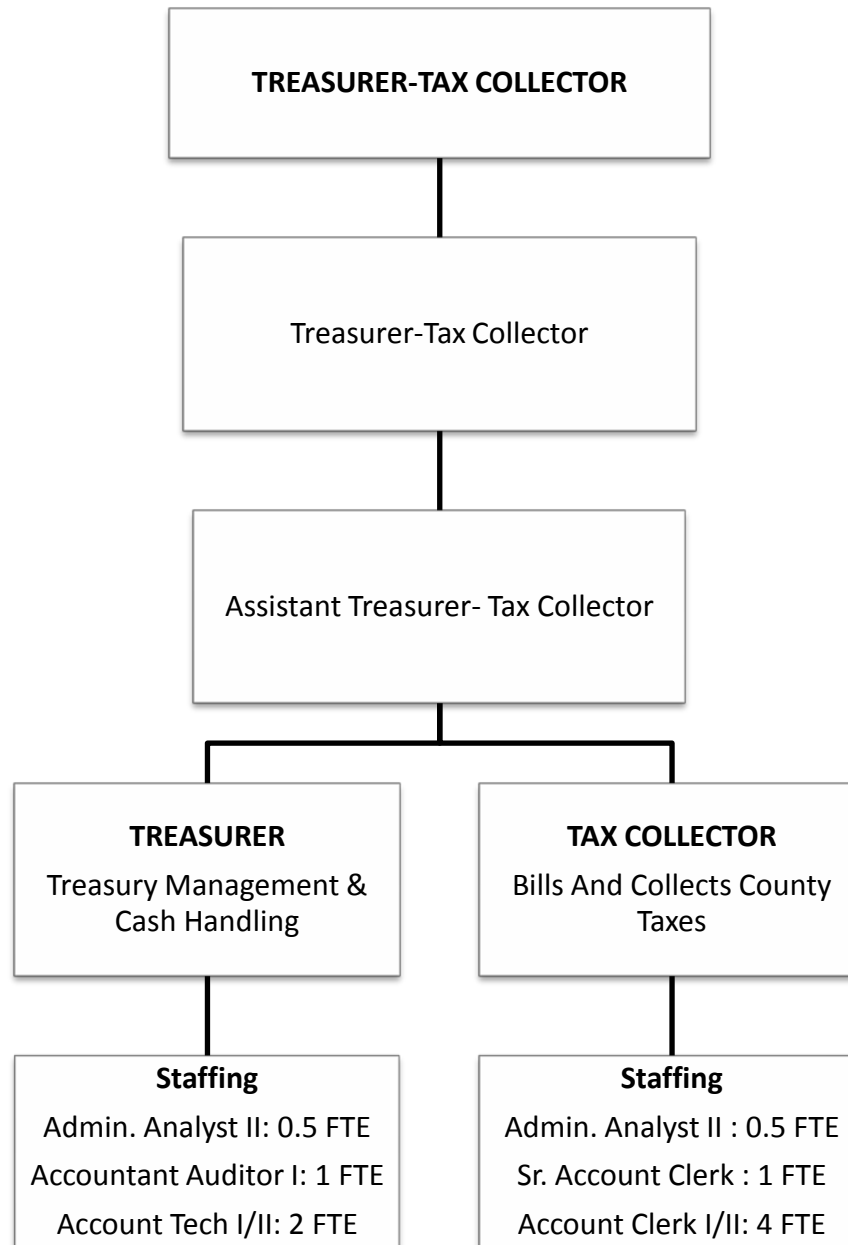 TREASURER-TAX COLLECTOR
Treasurer-Tax Collector
Assistant Treasurer- Tax Collector
TREASURER
Treasury Management &
Cash Handling
TAX COLLECTOR
Bills And Collects County
Taxes
Staffing
Admin. Analyst II: 0.5 FTE
Accountant Auditor I: 1 FTE
Account Tech I/II: 2 FTE
Staffing
Admin. Analyst II : 0.5 FTE
Sr. Account Clerk : 1 FTE
Account Clerk I/II: 4 FTE